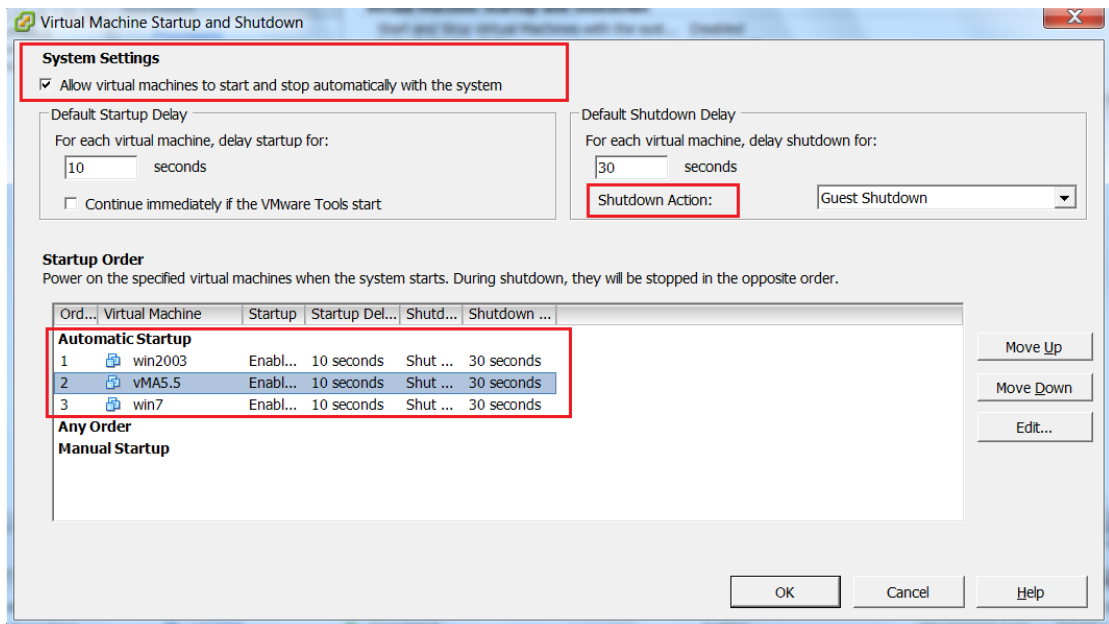 Virtual Machine Startup and Shutdown
System Settings
Allow virtual machines to start and stop automatically with the system
Default Startup Delay
For each virtual machine, delay startup for:
10 seconds
Continue immediately if the VMware Tools start
Default Shutdown Delay
For each virtual machine, delay shutdown for:
30 seconds
Shutdown Action: Guest Shutdown
Startup Order
Power on the specified virtual machines when the system starts. During shutdown, they will be stopped in the opposite order.
Ord... Virtual Machine Startup Startup Del... Shutd... Shutdown ...
Automatic Startup
1 win2003 Enabl... 10 seconds Shut ... 30 seconds
2 vMA5.5 Enabl... 10 seconds Shut ... 30 seconds
3 win7 Enabl... 10 seconds Shut ... 30 seconds
Any Order
Manual Startup
Move Up
Move Down
Edit...
OK Cancel Help